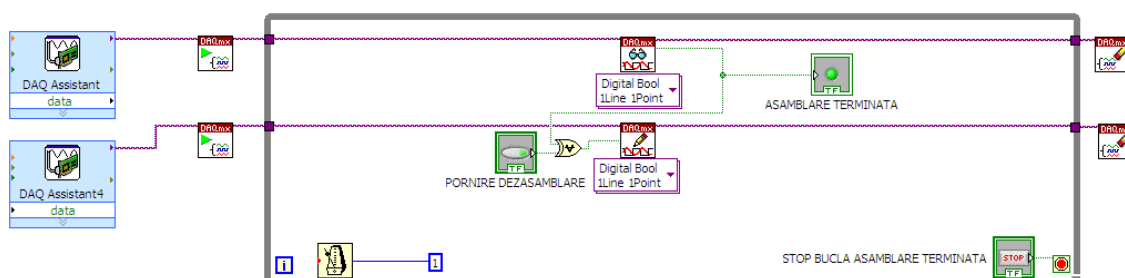 DAQmx
DAQmx
DAQmx
DAQ Assistant
data
Digital Bool
1Line 1Point
TF
ASAMBLARE TERMINATA
DAQmx
DAQmx
DAQmx
DAQ Assistant4
data
TF
PORNIRE DEZASAMBLARE
Digital Bool
1Line 1Point
i
1
STOP BUCLA ASAMBLARE TERMINATA
STOP
TF